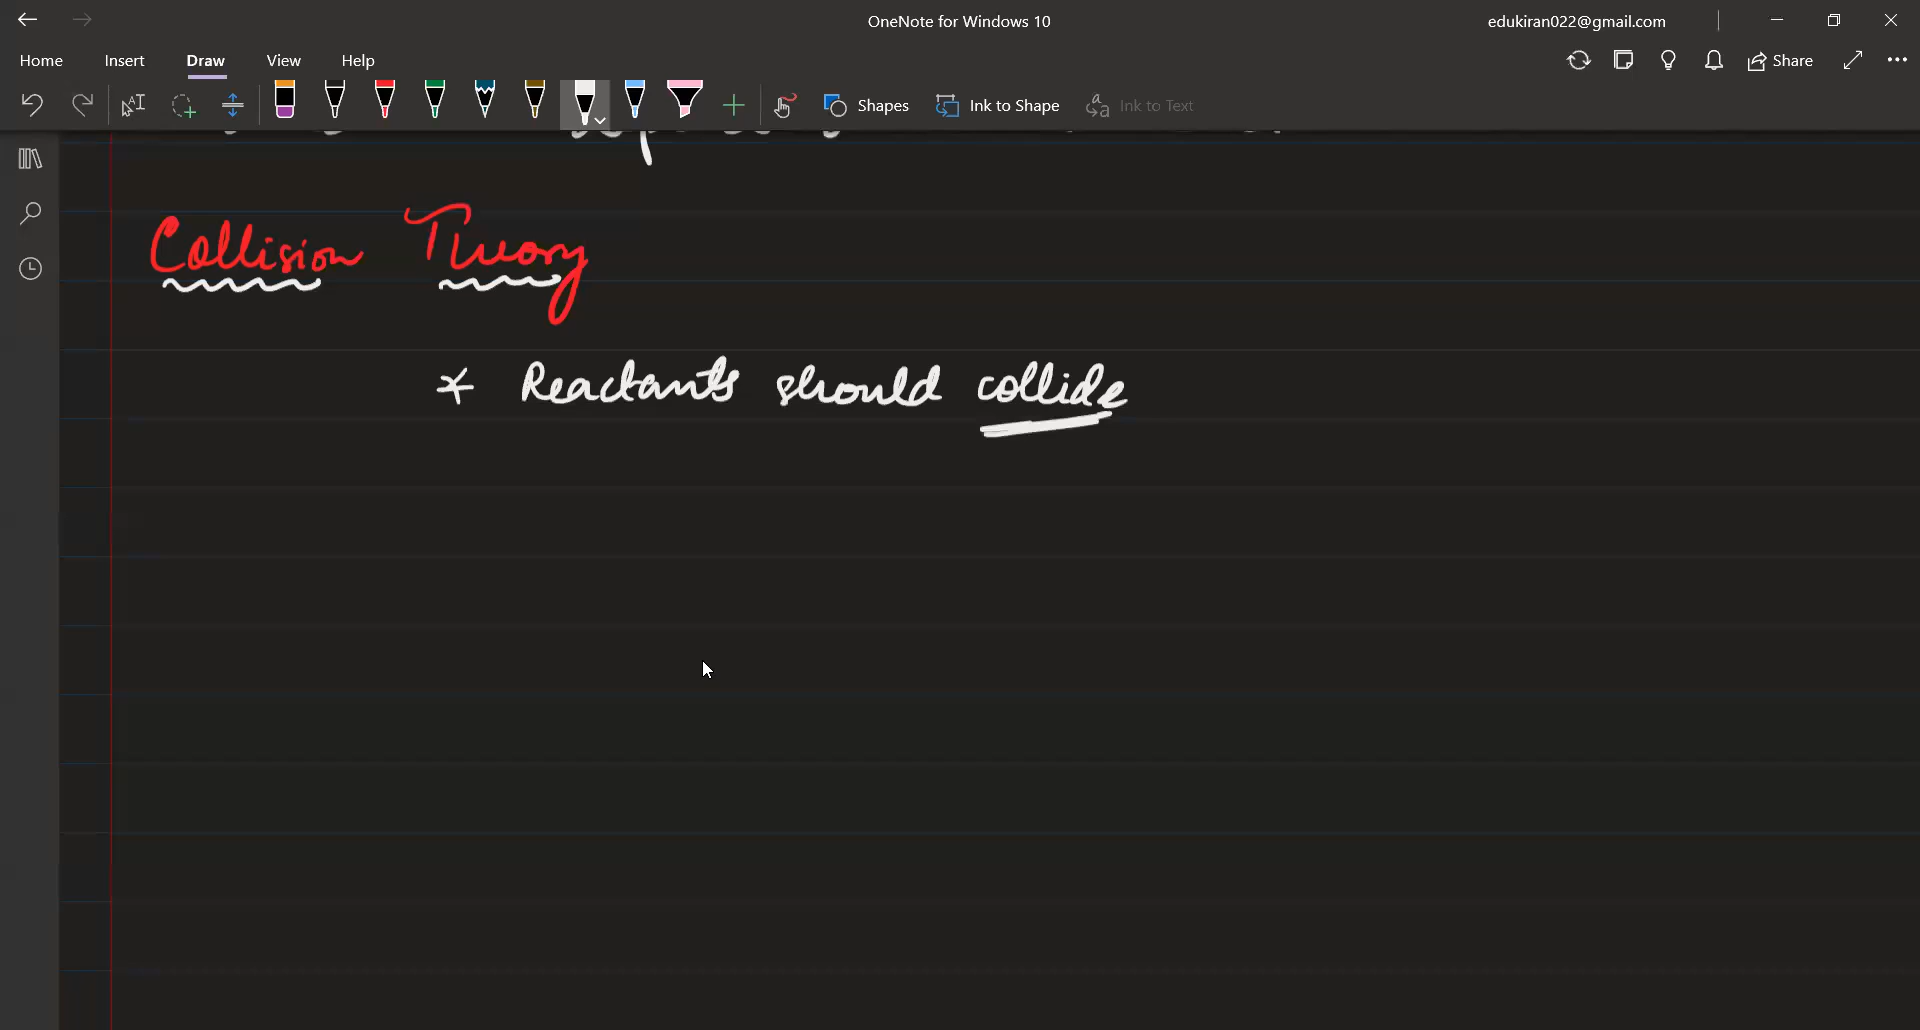 OneNote for Windows 10
edukiran022@gmail.com
Home Insert Draw View Help
Share
Shapes Ink to Shape Ink to Text
Collision Theory
* Reactants should collide